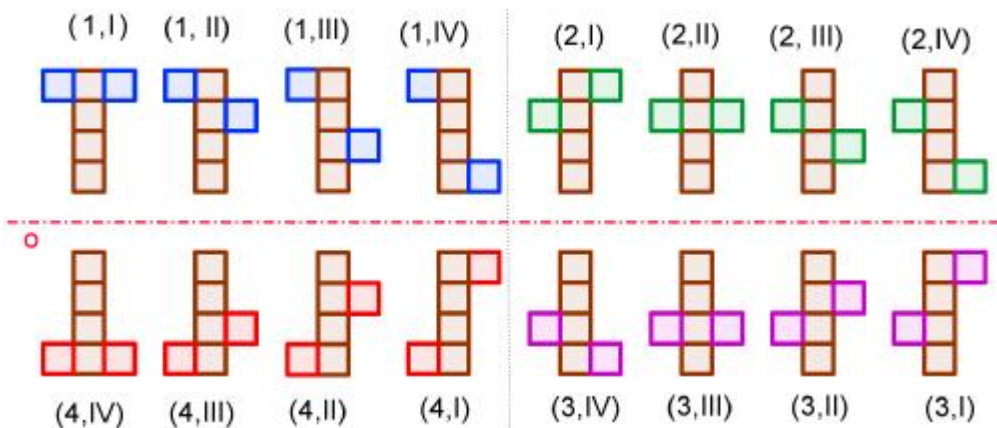 (1,I) (1, II) (1,III) (1,IV) (2,I) (2,II) (2, III) (2,IV)
o
(4,IV) (4,III) (4,II) (4,I) (3,IV) (3,III) (3,II) (3,I)